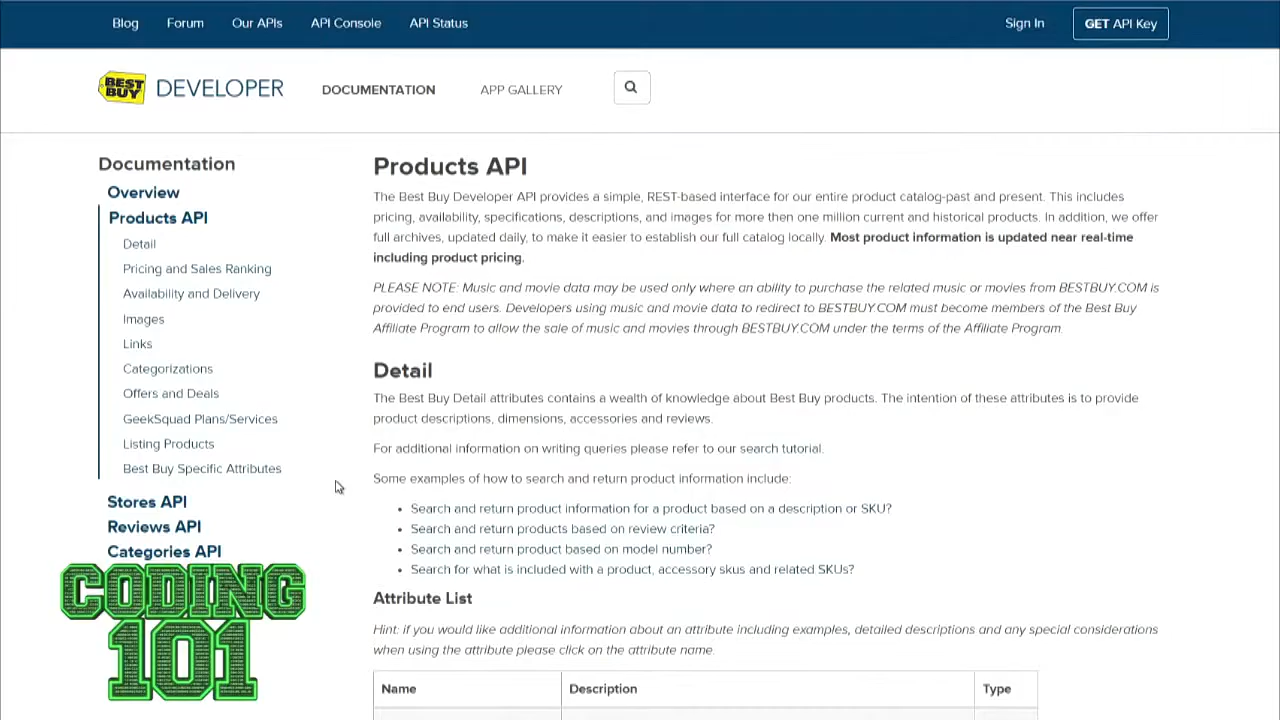 Blog Forum Our APIs API Console API Status Sign In GET API Key
BEST BUY DEVELOPER DOCUMENTATION APP GALLERY
Documentation
Overview
Products API
Detail
Pricing and Sales Ranking
Availability and Delivery
Images
Links
Categorizations
Offers and Deals
GeekSquad Plans/Services
Listing Products
Best Buy Specific Attributes
Stores API
Reviews API
Categories API
CODING
101
Products API
The Best Buy Developer API provides a simple, REST-based interface for our entire product catalog-past and present. This includes
pricing, availability, specifications, descriptions, and images for more then one million current and historical products. In addition, we offer
full archives, updated daily, to make it easier to establish our full catalog locally. Most product information is updated near real-time
including product pricing.
PLEASE NOTE: Music and movie data may be used only where an ability to purchase the related music or movies from BESTBUY.COM is
provided to end users. Developers using music and movie data to redirect to BESTBUY.COM must become members of the Best Buy
Affiliate Program to allow the sale of music and movies through BESTBUY.COM under the terms of the Affiliate Program.
Detail
The Best Buy Detail attributes contains a wealth of knowledge about Best Buy products. The intention of these attributes is to provide
product descriptions, dimensions, accessories and reviews.
For additional information on writing queries please refer to our search tutorial.
Some examples of how to search and return product information include:
• Search and return product information for a product based on a description or SKU?
• Search and return products based on review criteria?
• Search and return product based on model number?
• Search for what is included with a product, accessory skus and related SKUs?
Attribute List
Hint: if you would like additional information about an attribute including examples, detailed descriptions and any special considerations
when using the attribute please click on the attribute name.
Name Description Type